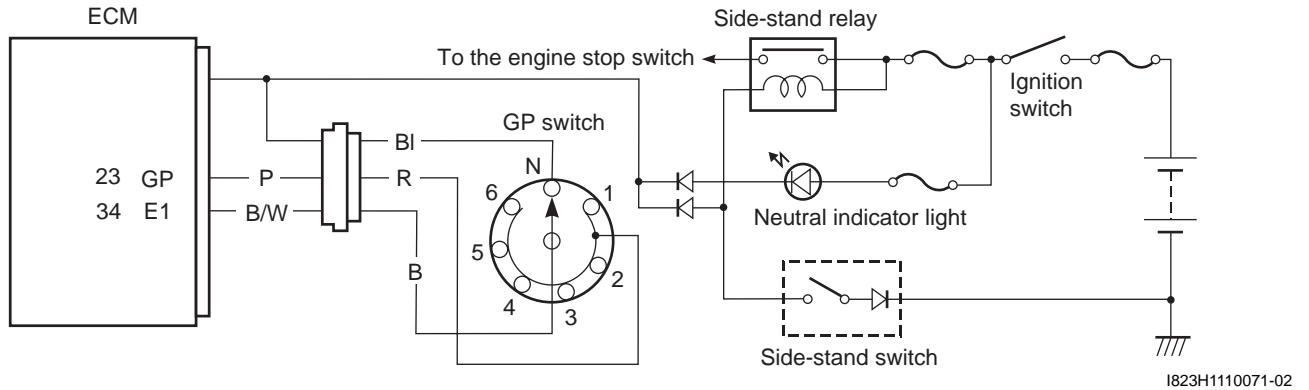 ECM
Side-stand relay
To the engine stop switch
Ignition
switch
GP switch
Bl
N
23 GP
P
R
6
1
34 E1
B/W
Neutral indicator light
5
2
B
4
3
Side-stand switch
I823H1110071-02